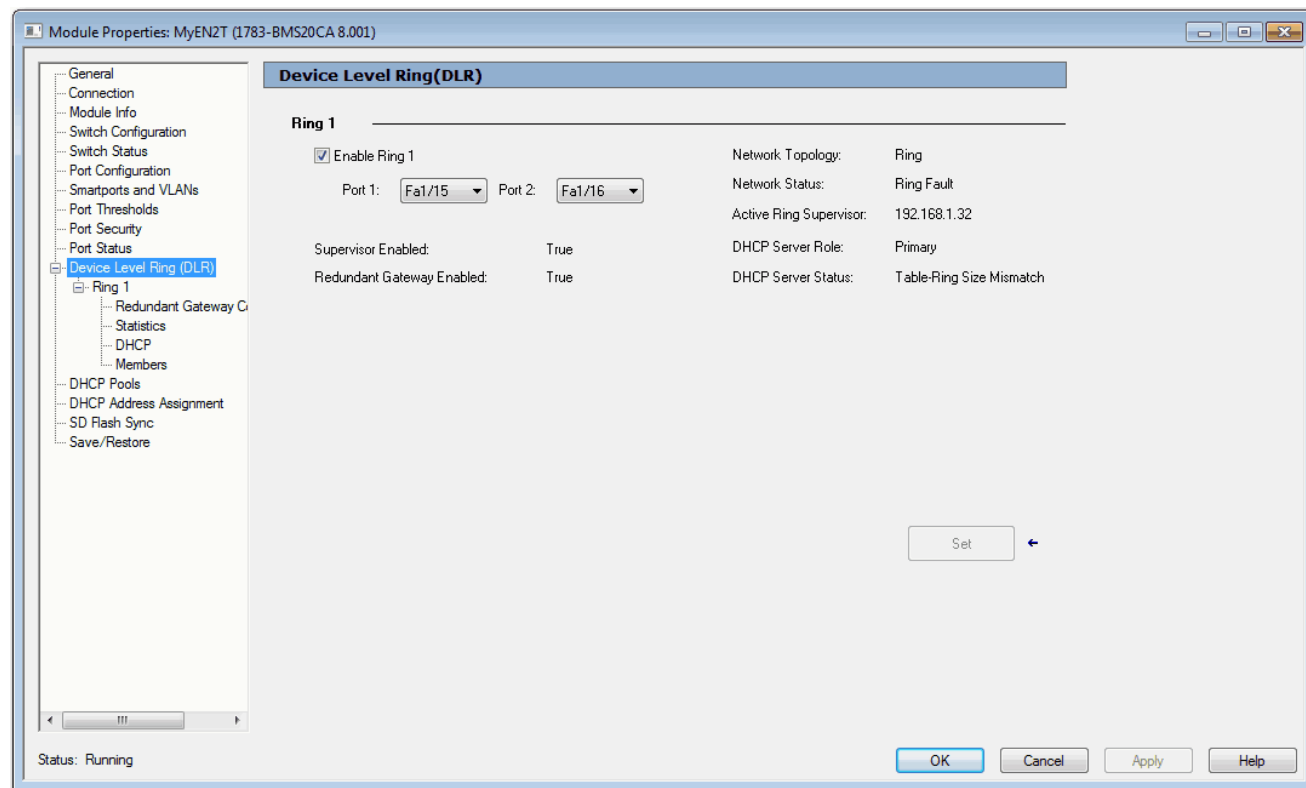 Module Properties: MyEN2T (1783-BMS20CA 8.001)
General
Connection
Module Info
Switch Configuration
Switch Status
Port Configuration
Smartports and VLANs
Port Thresholds
Port Security
Port Status
Device Level Ring (DLR)
Ring 1
Redundant Gateway C
Statistics
DHCP
Members
DHCP Pools
DHCP Address Assignment
SD Flash Sync
Save/Restore
Device Level Ring(DLR)
Ring 1
Enable Ring 1
Port 1: Fa1/15 Port 2: Fa1/16
Supervisor Enabled: True
Redundant Gateway Enabled: True
Network Topology: Ring
Network Status: Ring Fault
Active Ring Supervisor: 192.168.1.32
DHCP Server Role: Primary
DHCP Server Status: Table-Ring Size Mismatch
Set
Status: Running
OK Cancel Apply Help